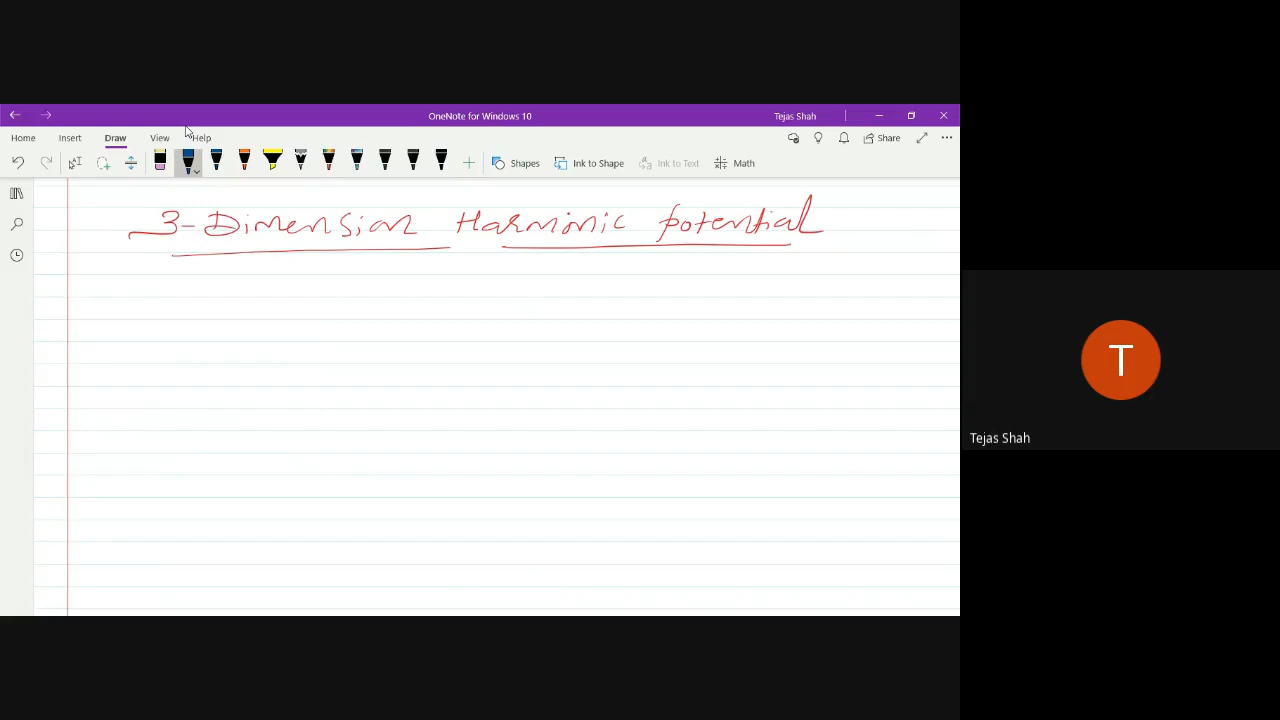 OneNote for Windows 10
Tejas Shah
Home Insert Draw View Help
Share
Shapes Ink to Shape Ink to Text Math
3-Dimension Harmonic potential
T
Tejas Shah